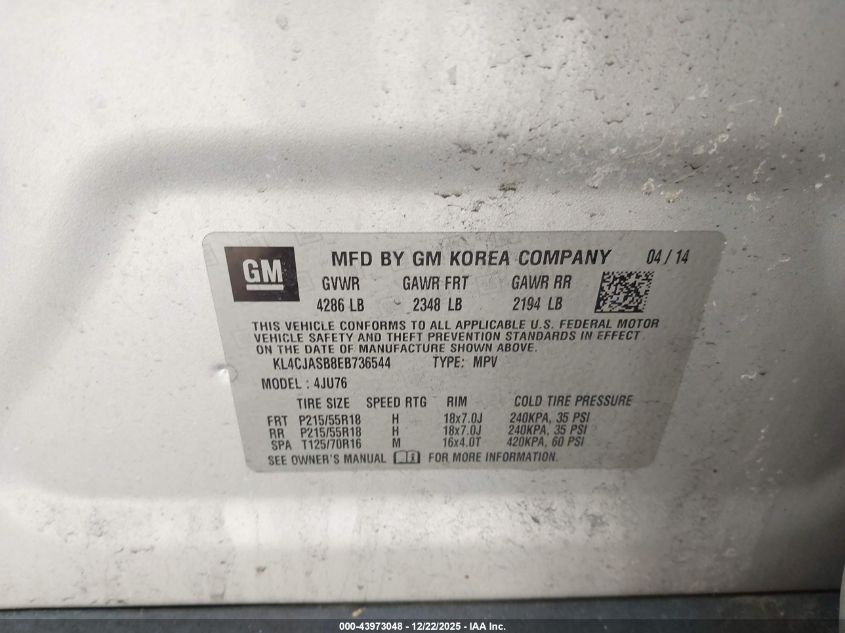 GM
MFD BY GM KOREA COMPANY 04 / 14
GVWR GAWR FRT GAWR RR
4286 LB 2348 LB 2194 LB
THIS VEHICLE CONFORMS TO ALL APPLICABLE U.S. FEDERAL MOTOR
VEHICLE SAFETY AND THEFT PREVENTION STANDARDS IN EFFECT
ON THE DATE OF MANUFACTURE SHOWN ABOVE.
KL4CJASB8EB736544 TYPE: MPV
MODEL : 4JU76
TIRE SIZE SPEED RTG RIM COLD TIRE PRESSURE
FRT P215/55R18 H 18x7.0J 240KPA, 35 PSI
RR P215/55R18 H 18x7.0J 240KPA, 35 PSI
SPA T125/70R16 M 16x4.0T 420KPA, 60 PSI
SEE OWNER'S MANUAL FOR MORE INFORMATION.
000-43973048 - 12/22/2025 - IAA Inc.